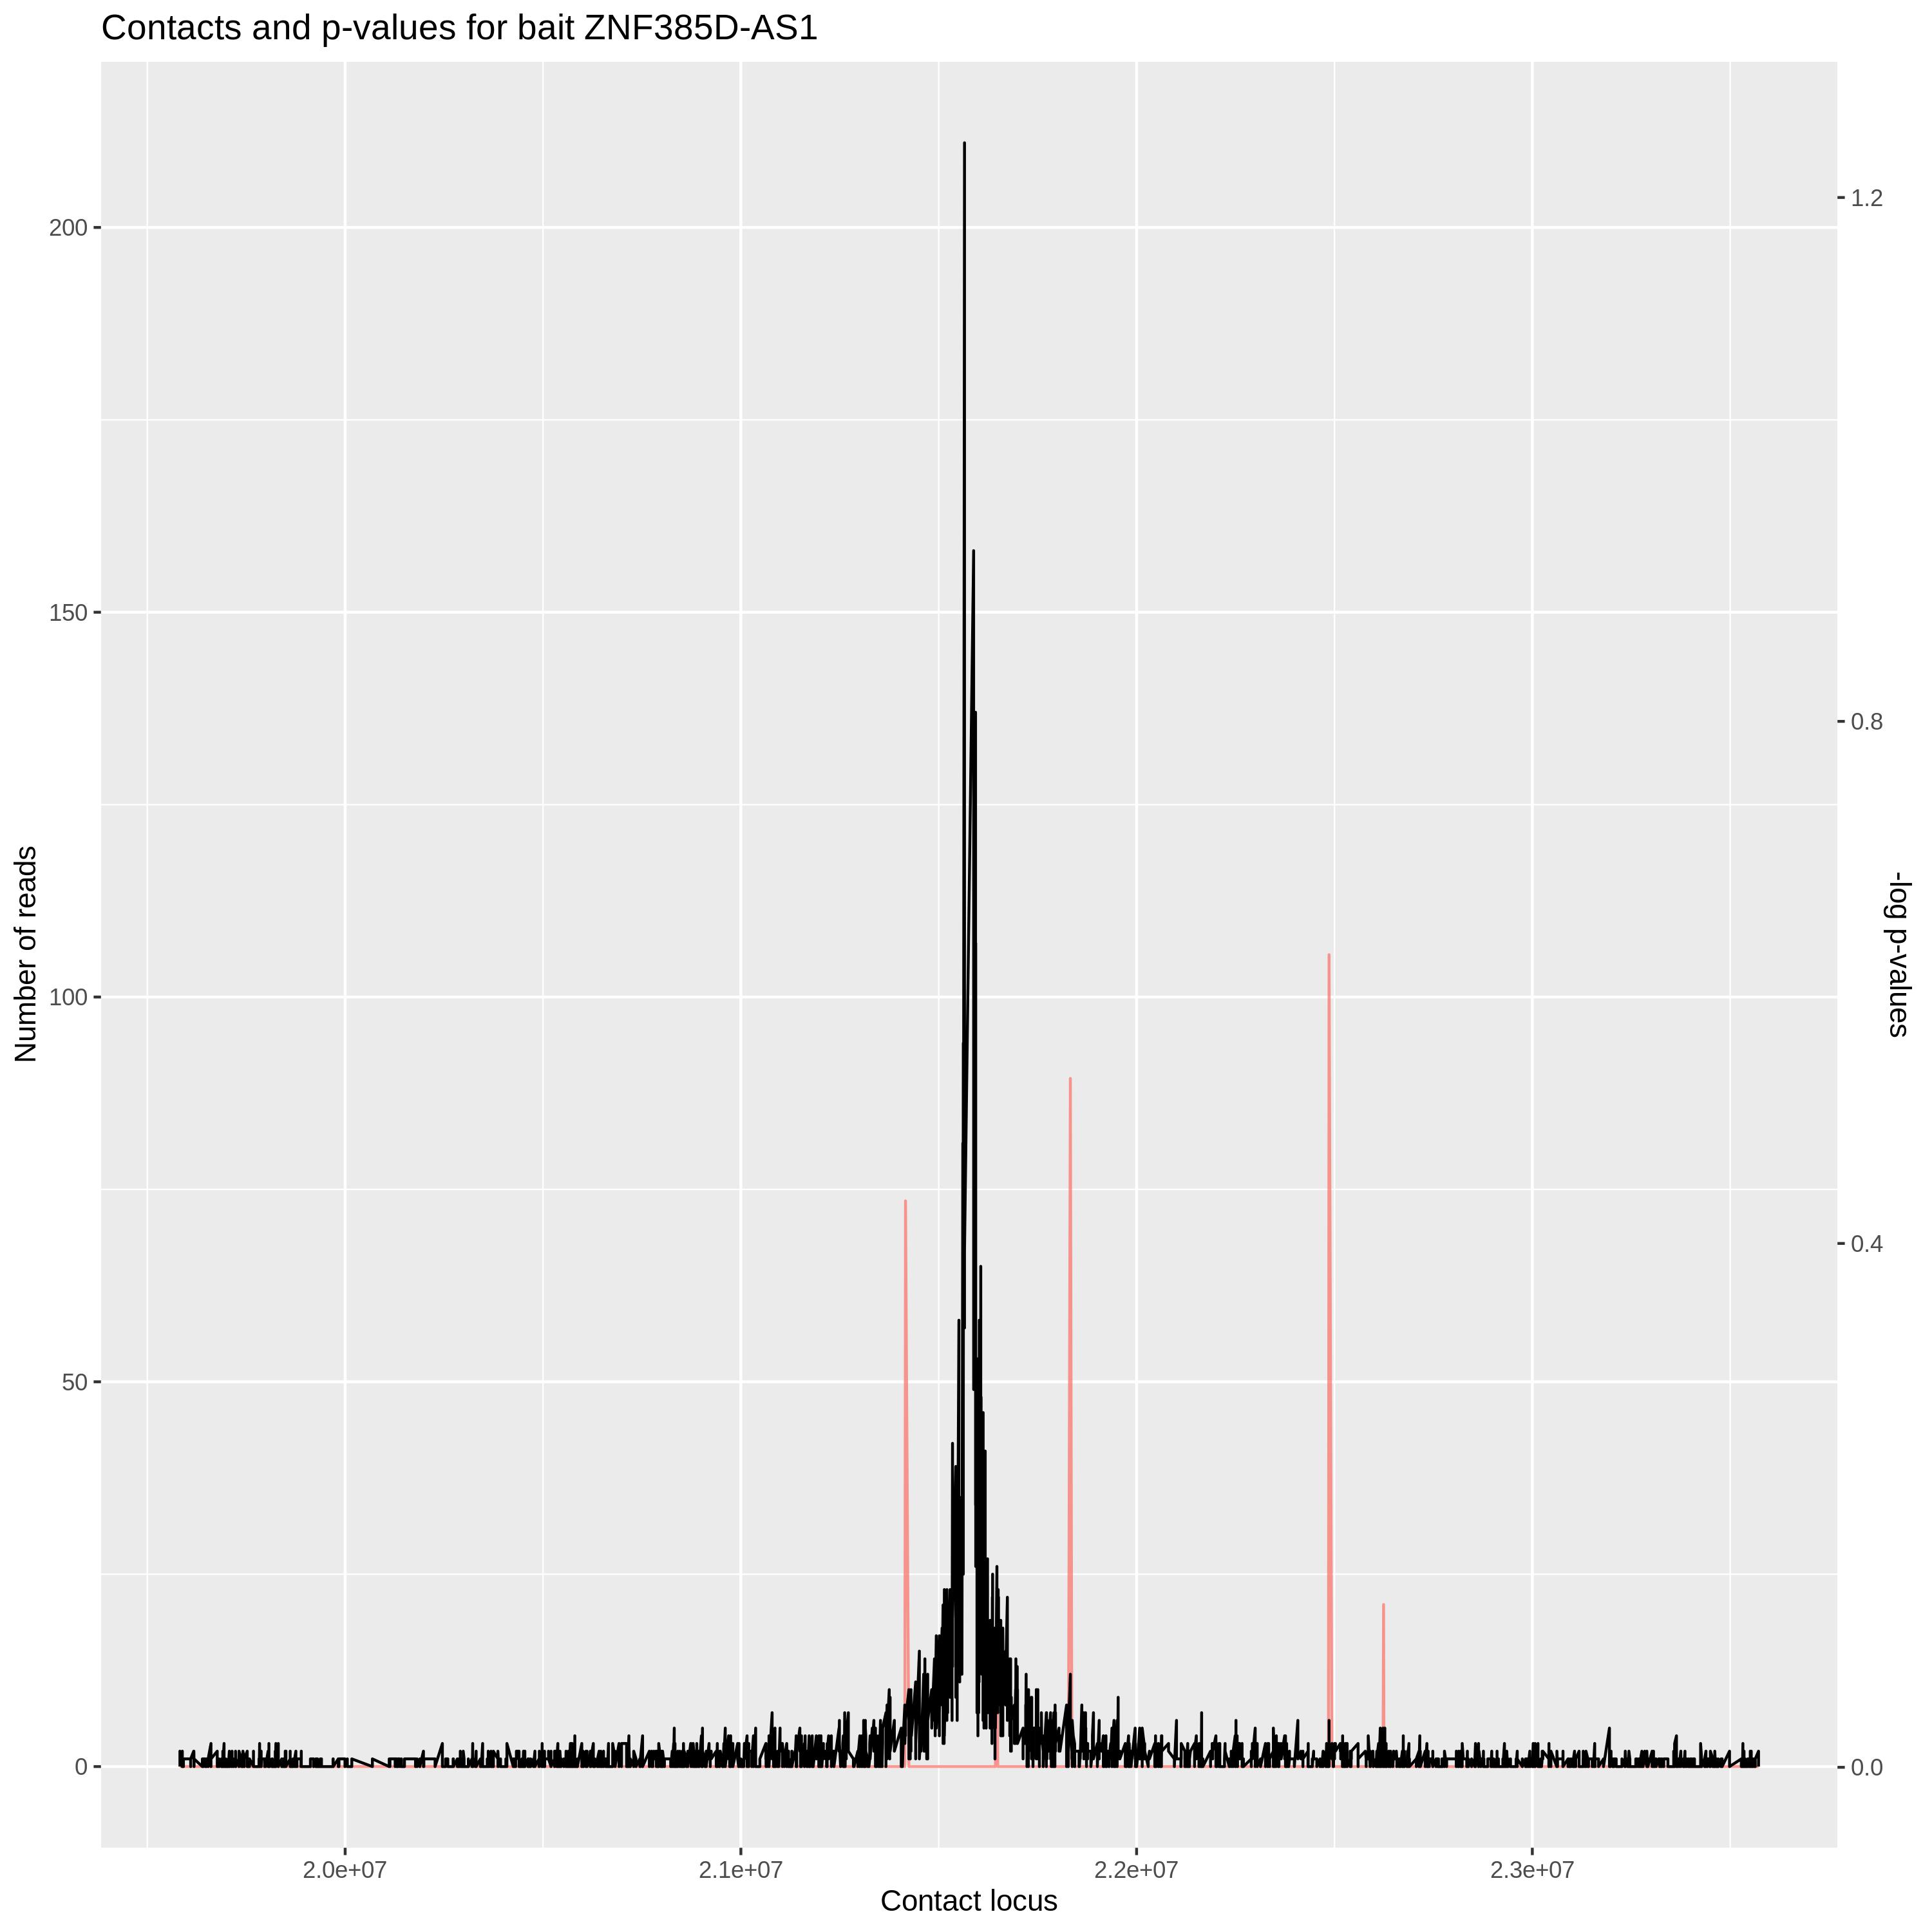 Contacts and p-values for bait ZNF385D-AS1
200
150
100
50
0
Number of reads
1.2
0.8
0.4
0.0
-log p-values
2.0e+07 2.1e+07 2.2e+07 2.3e+07
Contact locus